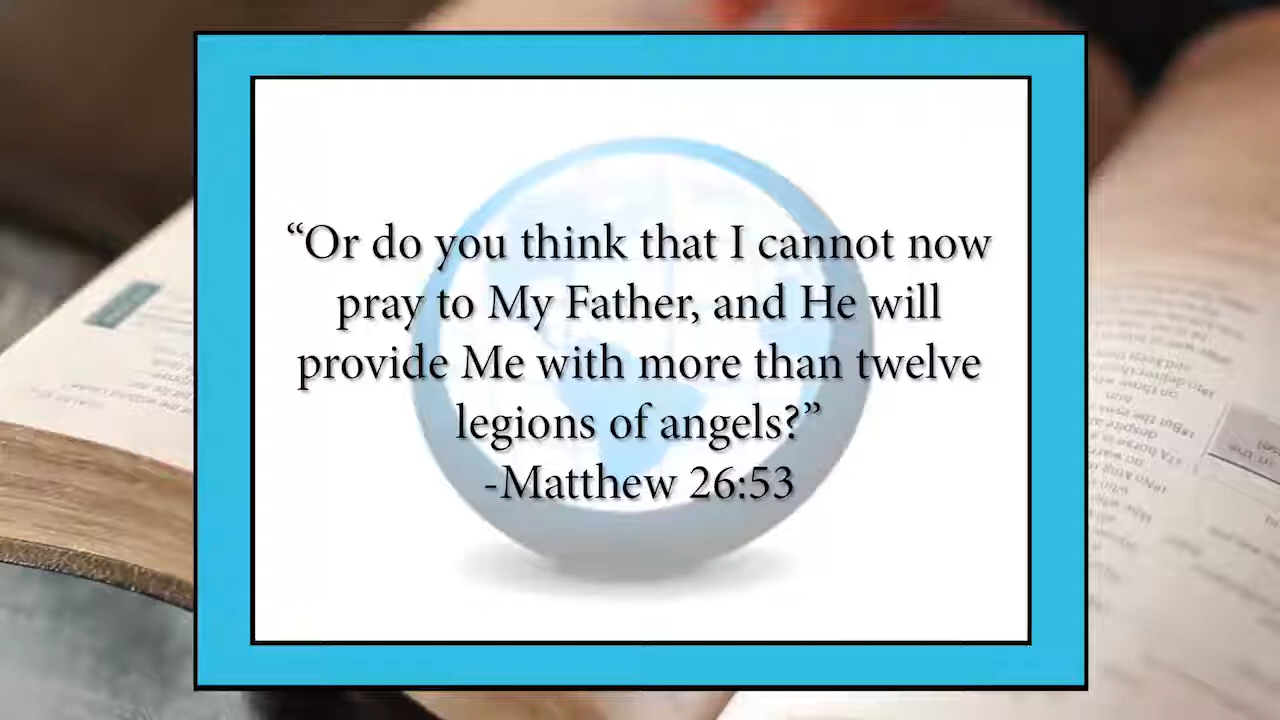 “Or do you think that I cannot now
pray to My Father, and He will
provide Me with more than twelve
legions of angels?”
-Matthew 26:53